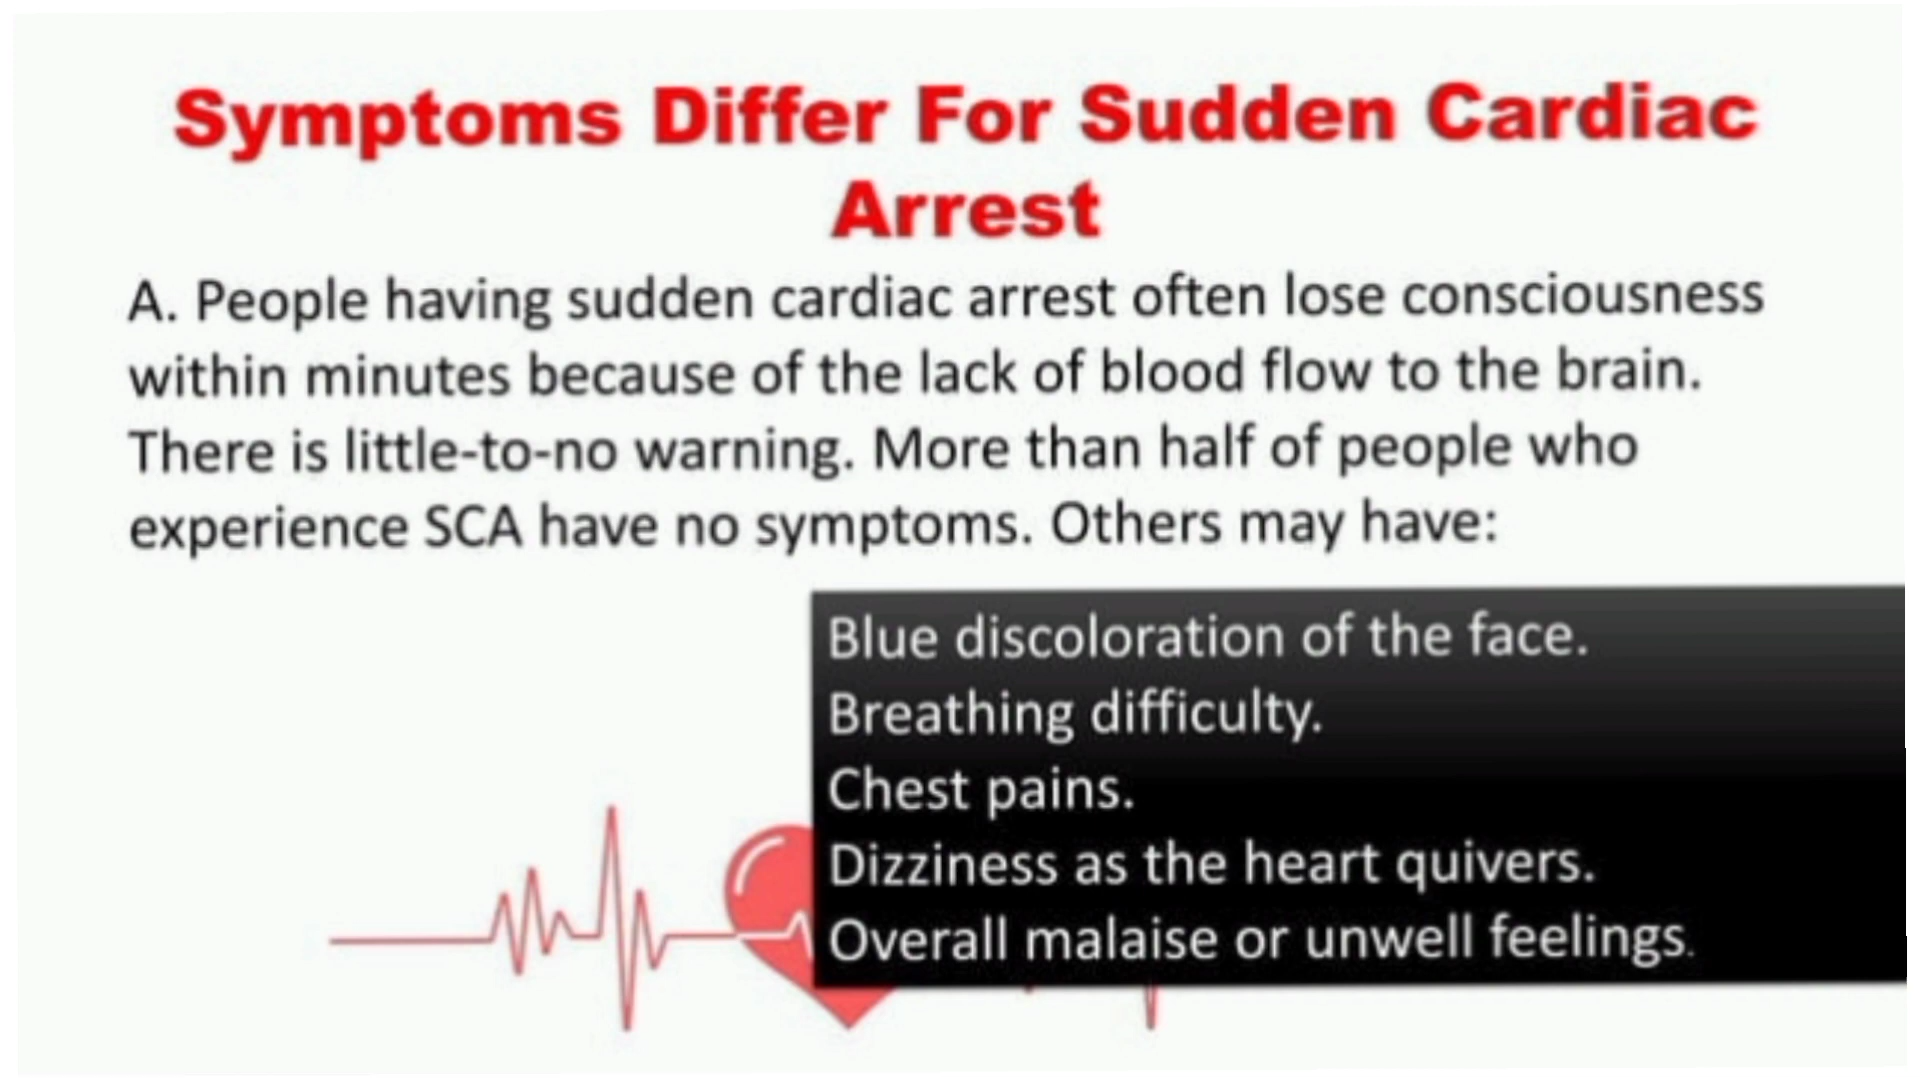 Symptoms Differ For Sudden Cardiac
Arrest
A. People having sudden cardiac arrest often lose consciousness
within minutes because of the lack of blood flow to the brain.
There is little-to-no warning. More than half of people who
experience SCA have no symptoms. Others may have:
Blue discoloration of the face.
Breathing difficulty.
Chest pains.
Dizziness as the heart quivers.
Overall malaise or unwell feelings.